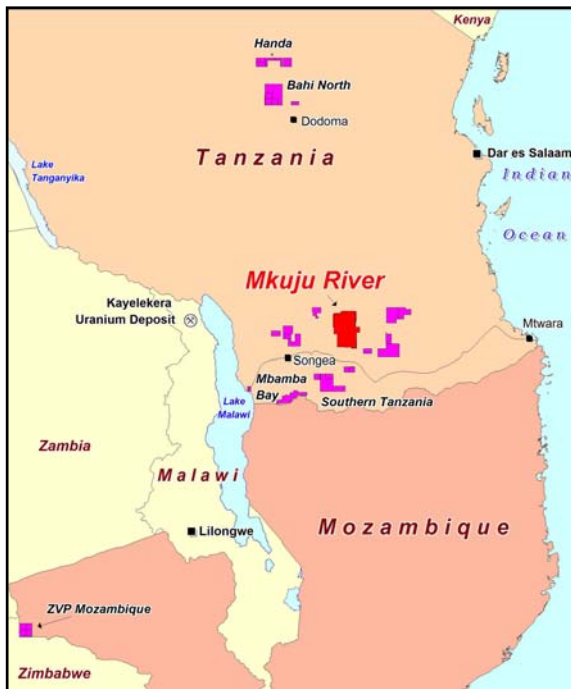 Kenya
Handa
Bahi North
Dodoma
Dar es Salaam
Tanzania
Lake
Tanganyika
Indian
Ocean
Mkuju River
Kayelekera
Uranium Deposit
Mtwara
Songea
Mbamba
Bay
Southern Tanzania
Lake
Malawi
Zambia
Malawi
Lilongwe
Mozambique
ZVP Mozambique
Zimbabwe